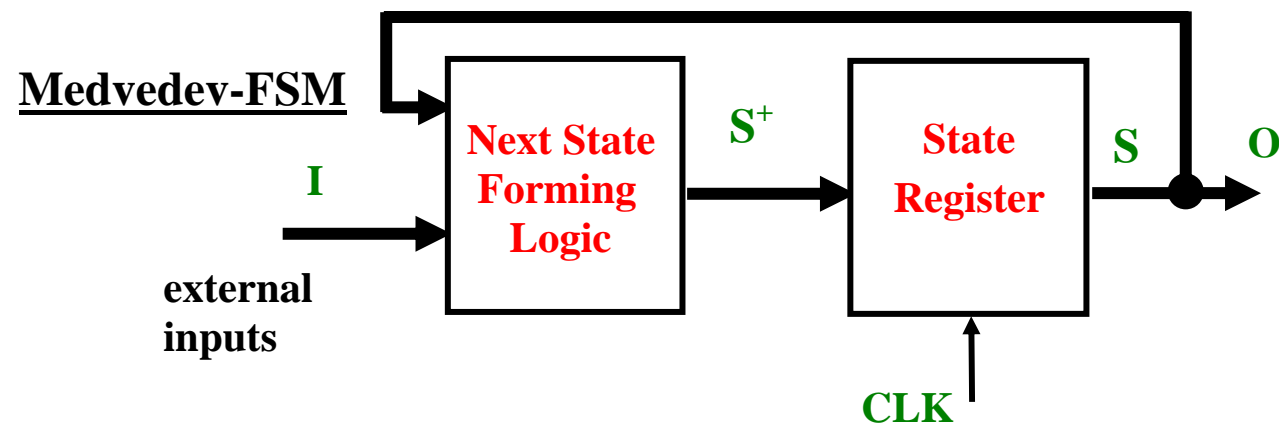 Medvedev-FSM
I
external
inputs
Next State
Forming
Logic
S⁺
State
Register
S
O
CLK